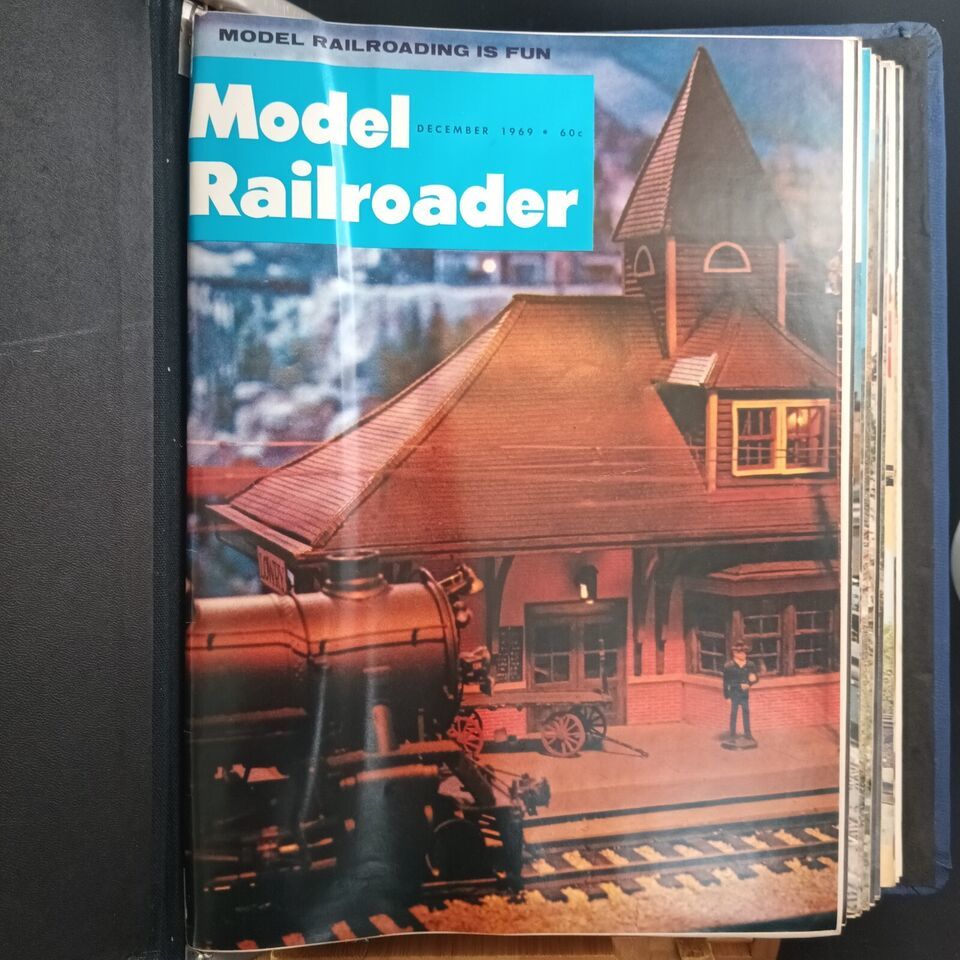 MODEL RAILROADING IS FUN
Model
DECEMBER 1969 • 60c
Railroader